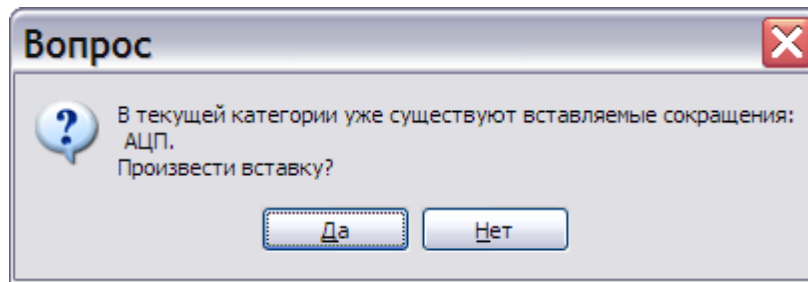 Вопрос
В текущей категории уже существуют вставляемые сокращения:
АЦП.
Произвести вставку?
Да
Нет